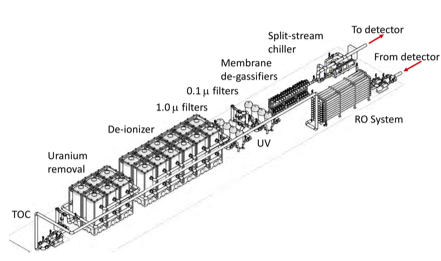 To detector
Split-stream
chiller
From detector
Membrane
de-gassifiers
0.1 µ filters
1.0 µ filters
RO System
De-ionizer
UV
Uranium
removal
TOC